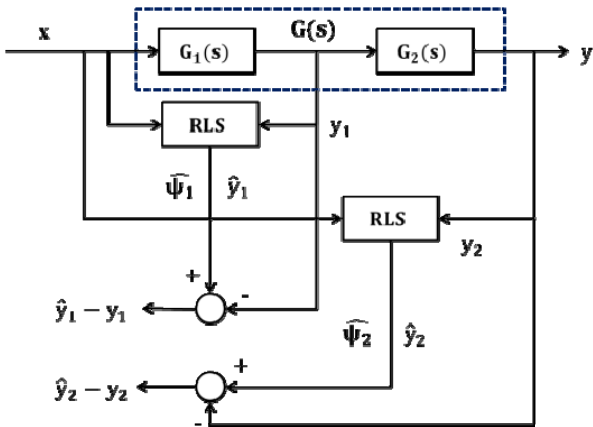 x
G(s)
G₁(s)
G₂(s)
y
RLS
y₁
ψ̂₁
ŷ₁
RLS
y₂
+
-
ŷ₁ − y₁
ψ̂₂
ŷ₂
+
ŷ₂ − y₂
-